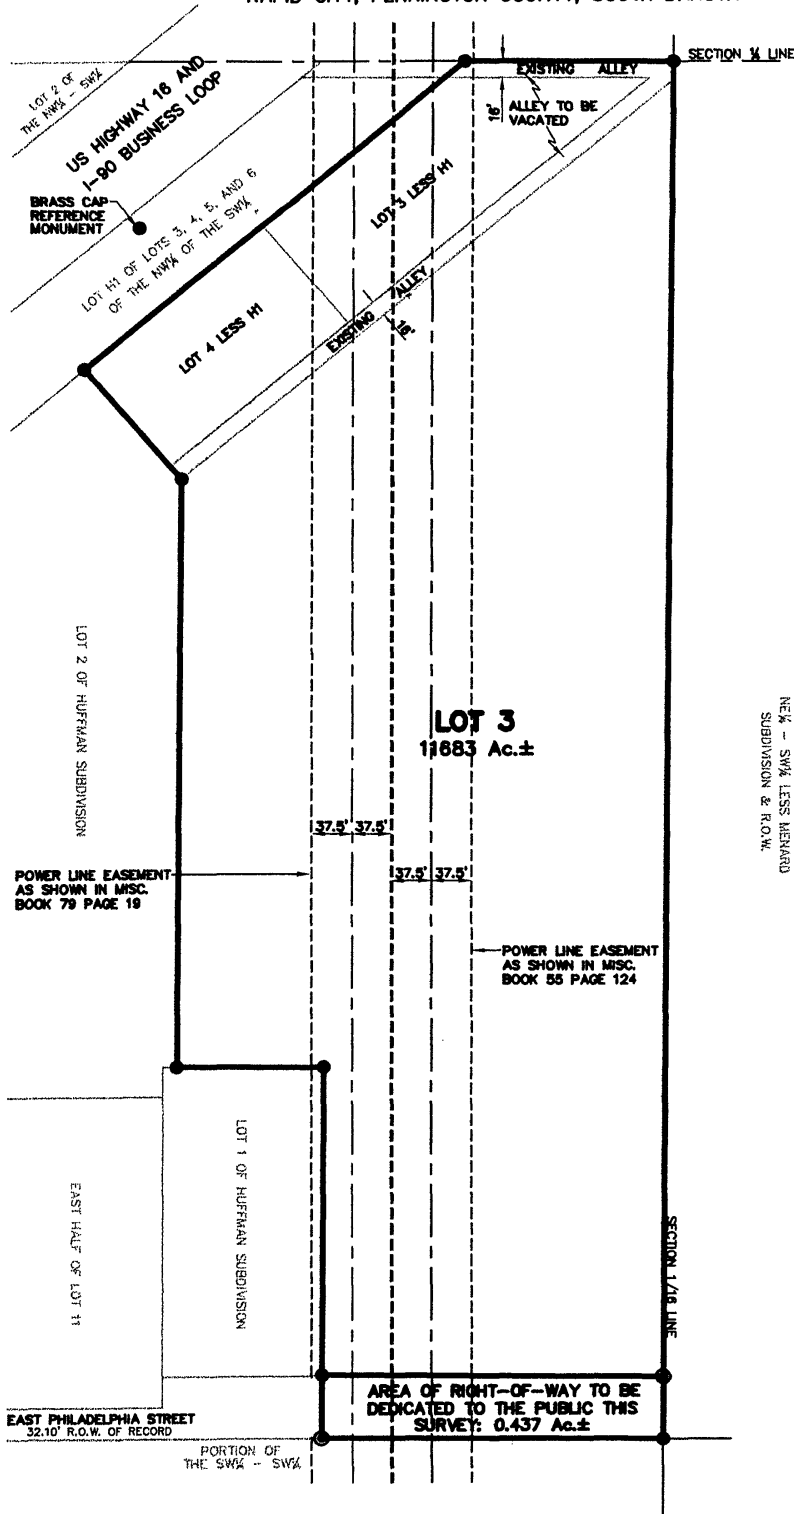 RAPID CITY, PENNINGTON COUNTY, SOUTH DAKOTA
SECTION ¼ LINE
EXISTING ALLEY
16'
ALLEY TO BE
VACATED
LOT 2 OF
THE NW¼ - SW¼
US HIGHWAY 16 AND
I-90 BUSINESS LOOP
BRASS CAP
REFERENCE
MONUMENT
LOT H1 OF LOTS 3, 4, 5, AND 6
OF THE NW¼ OF THE SW¼
LOT 3 LESS H1
LOT 4 LESS H1
EXISTING ALLEY
16'
LOT 2 OF HUFFMAN SUBDIVISION
LOT 3
11683 Ac.±
NE¼ - SW¼ LESS MENARD
SUBDIVISION & R.O.W.
37.5' 37.5'
37.5' 37.5'
POWER LINE EASEMENT
AS SHOWN IN MISC.
BOOK 79 PAGE 19
POWER LINE EASEMENT
AS SHOWN IN MISC.
BOOK 55 PAGE 124
LOT 1 OF HUFFMAN SUBDIVISION
EAST HALF OF LOT 11
SECTION 1/16 LINE
AREA OF RIGHT-OF-WAY TO BE
DEDICATED TO THE PUBLIC THIS
SURVEY: 0.437 Ac.±
EAST PHILADELPHIA STREET
32.10' R.O.W. OF RECORD
PORTION OF
THE SW¼ - SW¼